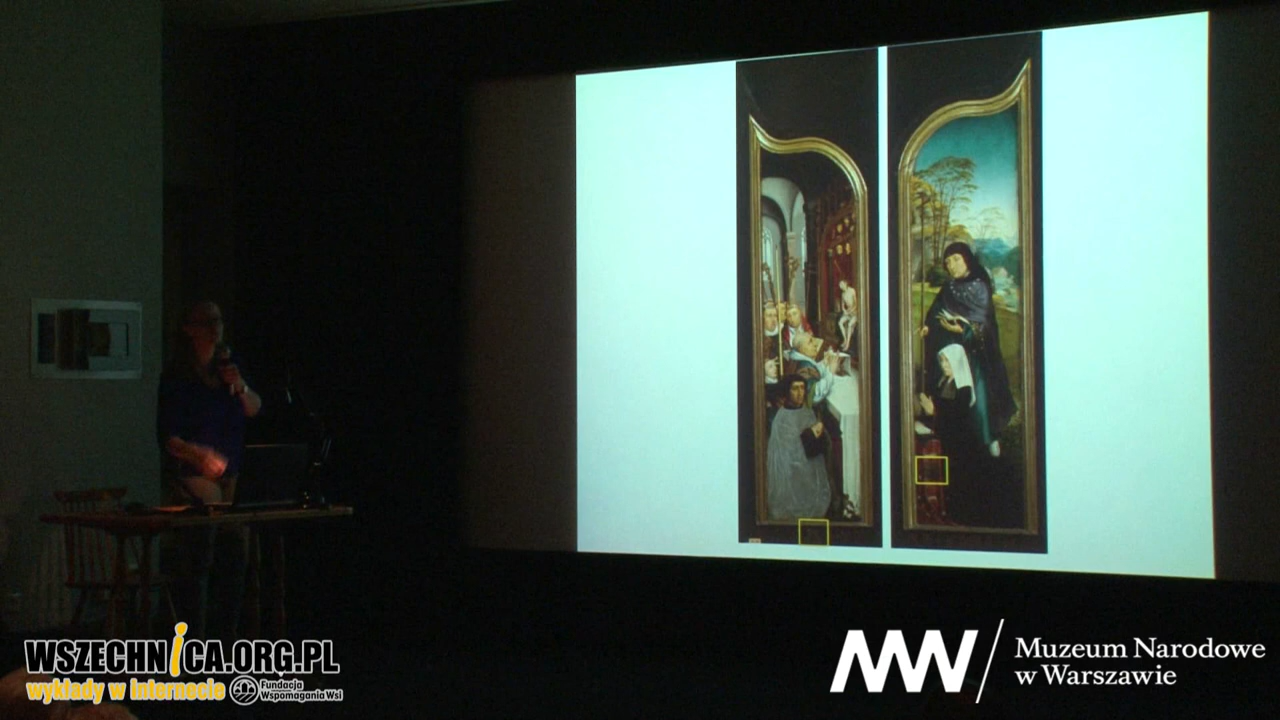 WSZECHNiCA.ORG.PL
wykłady w internecie
Fundacja
Wspomagania Wsi
Muzeum Narodowe
w Warszawie